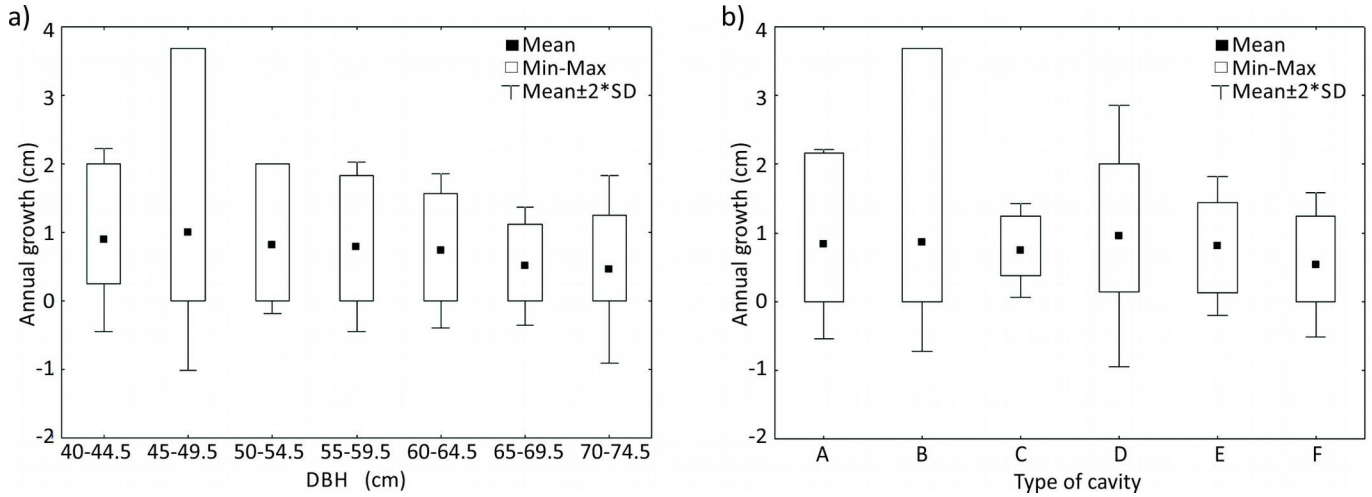 a)
Annual growth (cm)
4
3
2
1
0
1
-2
Mean
Min-Max
Mean±2*SD
40-44.5 45-49.5 50-54.5 55-59.5 60-64.5 65-69.5 70-74.5
DBH (cm)
b)
Annual growth (cm)
4
3
2
1
0
1
-2
Mean
Min-Max
Mean±2*SD
A B C D E F
Type of cavity